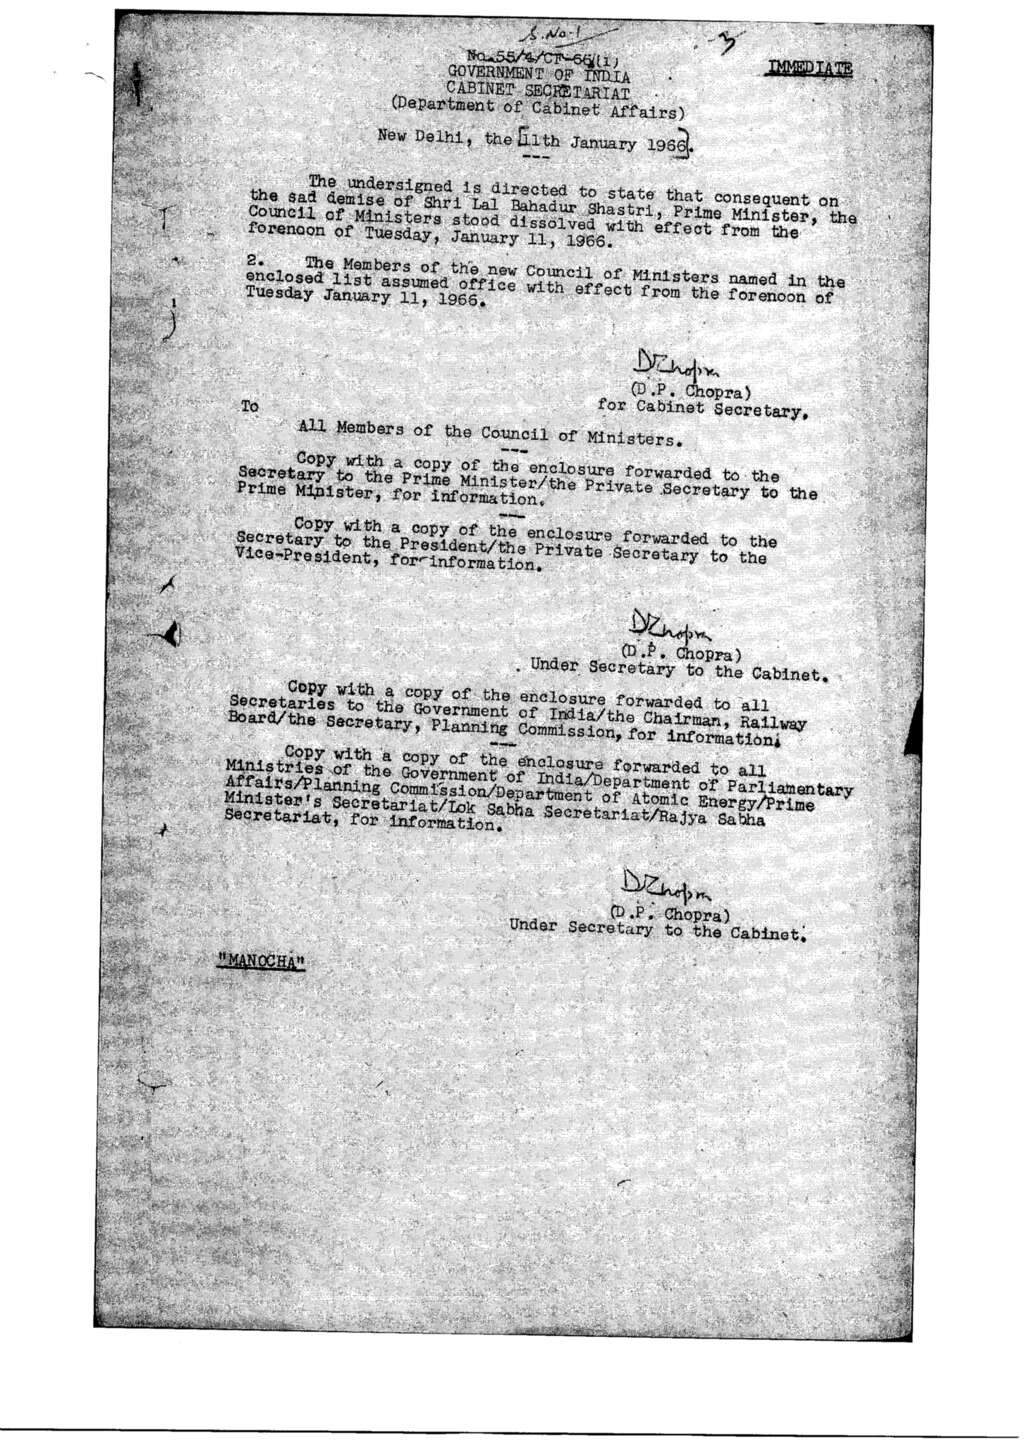 S.No-1
3
No.55/4/CF-66(i)
IMMEDIATE
GOVERNMENT OF INDIA
CABINET SECRETARIAT
(Department of Cabinet Affairs)
New Delhi, the [11th January 1966].
---
The undersigned is directed to state that consequent on
the sad demise of Shri Lal Bahadur Shastri, Prime Minister, the
Council of Ministers stood dissolved with effect from the
forenoon of Tuesday, January 11, 1966.
2. The Members of the new Council of Ministers named in the
enclosed list assumed office with effect from the forenoon of
Tuesday January 11, 1966.
DPChopra
(D.P. Chopra)
for Cabinet Secretary.
To
All Members of the Council of Ministers.
---
Copy with a copy of the enclosure forwarded to the
Secretary to the Prime Minister/the Private Secretary to the
Prime Minister, for information.
---
Copy with a copy of the enclosure forwarded to the
Secretary to the President/the Private Secretary to the
Vice-President, for information.
DPChopra
(D.P. Chopra)
Under Secretary to the Cabinet.
Copy with a copy of the enclosure forwarded to all
Secretaries to the Government of India/the Chairman, Railway
Board/the Secretary, Planning Commission, for information.
---
Copy with a copy of the enclosure forwarded to all
Ministries of the Government of India/Department of Parliamentary
Affairs/Planning Commission/Department of Atomic Energy/Prime
Minister's Secretariat/Lok Sabha Secretariat/Rajya Sabha
Secretariat, for information.
DPChopra
(D.P. Chopra)
Under Secretary to the Cabinet.
"MANOCHA"